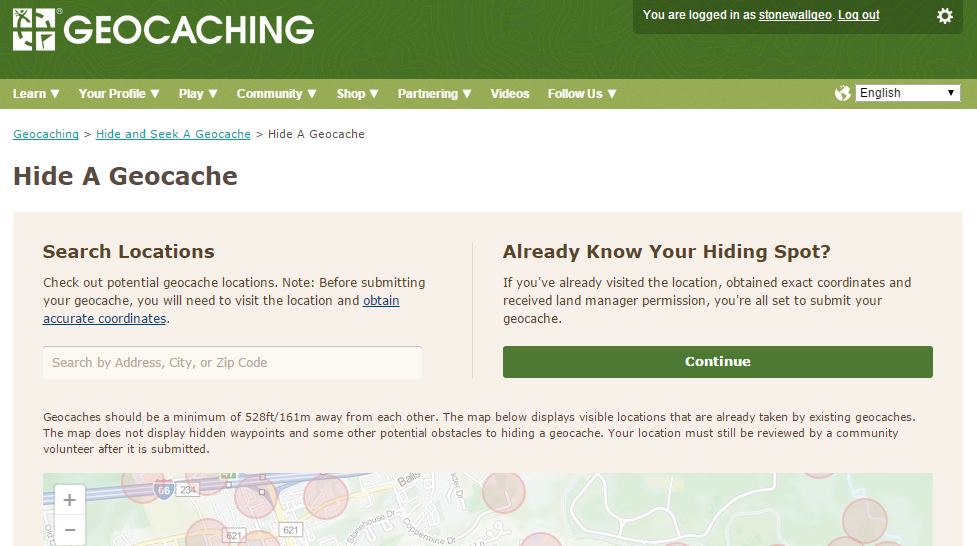 GEOCACHING®
You are logged in as stonewallgeo. Log out
Learn ▼ Your Profile ▼ Play ▼ Community ▼ Shop ▼ Partnering ▼ Videos Follow Us ▼
English ▼
Geocaching > Hide and Seek A Geocache > Hide A Geocache
Hide A Geocache
Search Locations
Check out potential geocache locations. Note: Before submitting
your geocache, you will need to visit the location and obtain
accurate coordinates.
Search by Address, City, or Zip Code
Already Know Your Hiding Spot?
If you've already visited the location, obtained exact coordinates and
received land manager permission, you're all set to submit your
geocache.
Continue
Geocaches should be a minimum of 528ft/161m away from each other. The map below displays visible locations that are already taken by existing geocaches.
The map does not display hidden waypoints and some other potential obstacles to hiding a geocache. Your location must still be reviewed by a community
volunteer after it is submitted.
+
−
66
234
621
621
Stonehouse Dr
Coppermine Dr